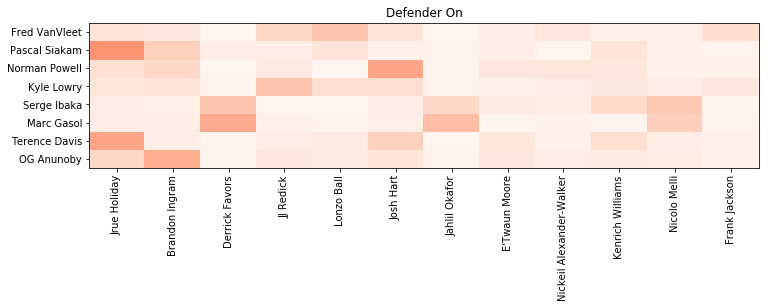 Defender On
Fred VanVleet
Pascal Siakam
Norman Powell
Kyle Lowry
Serge Ibaka
Marc Gasol
Terence Davis
OG Anunoby
Jrue Holiday
Brandon Ingram
Derrick Favors
JJ Redick
Lonzo Ball
Josh Hart
Jahlil Okafor
E'Twaun Moore
Nickeil Alexander-Walker
Kenrich Williams
Nicolo Melli
Frank Jackson